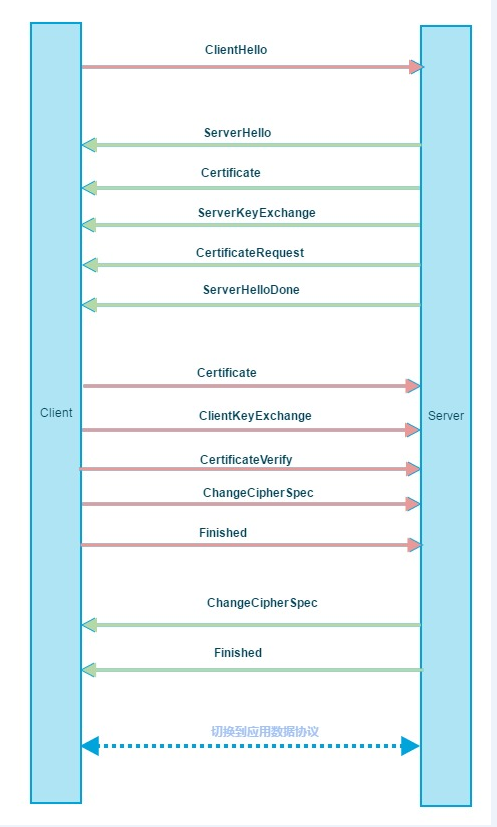 ClientHello
ServerHello
Certificate
ServerKeyExchange
CertificateRequest
ServerHelloDone
Certificate
Client
ClientKeyExchange
Server
CertificateVerify
ChangeCipherSpec
Finished
ChangeCipherSpec
Finished
切换到应用数据协议